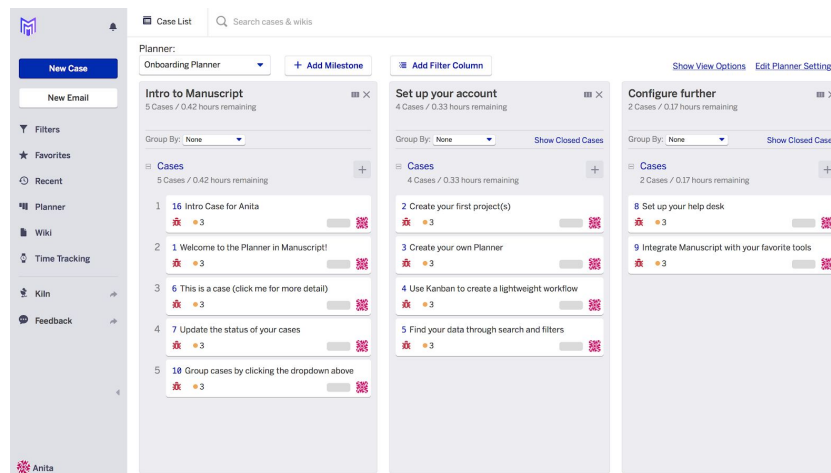 Case List
Search cases & wikis
New Case
New Email
Filters
Favorites
Recent
Planner
Wiki
Time Tracking
Kiln
Feedback
Anita
Planner:
Onboarding Planner
+ Add Milestone
Add Filter Column
Show View Options
Edit Planner Setting
Intro to Manuscript
5 Cases / 0.42 hours remaining
Group By: None
Cases
5 Cases / 0.42 hours remaining
1
16 Intro Case for Anita
3
2
1 Welcome to the Planner in Manuscript!
3
3
6 This is a case (click me for more detail)
3
4
7 Update the status of your cases
3
5
10 Group cases by clicking the dropdown above
3
Set up your account
4 Cases / 0.33 hours remaining
Group By: None
Show Closed Cases
Cases
4 Cases / 0.33 hours remaining
2 Create your first project(s)
3
3 Create your own Planner
3
4 Use Kanban to create a lightweight workflow
3
5 Find your data through search and filters
3
Configure further
2 Cases / 0.17 hours remaining
Group By: None
Show Closed Case
Cases
2 Cases / 0.17 hours remaining
8 Set up your help desk
3
9 Integrate Manuscript with your favorite tools
3